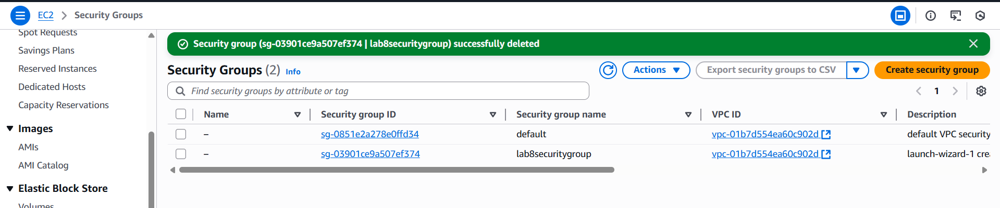 EC2 > Security Groups
Spot Requests
Savings Plans
Reserved Instances
Dedicated Hosts
Capacity Reservations
Images
AMIs
AMI Catalog
Elastic Block Store
Volumes
Security group (sg-03901ce9a507ef374 | lab8securitygroup) successfully deleted
Security Groups (2) Info
Actions
Export security groups to CSV
Create security group
Find security groups by attribute or tag
1
Name Security group ID Security group name VPC ID Description
– sg-0851e2a278e0ffd34 default vpc-01b7d554ea60c902d default VPC security
– sg-03901ce9a507ef374 lab8securitygroup vpc-01b7d554ea60c902d launch-wizard-1 crea